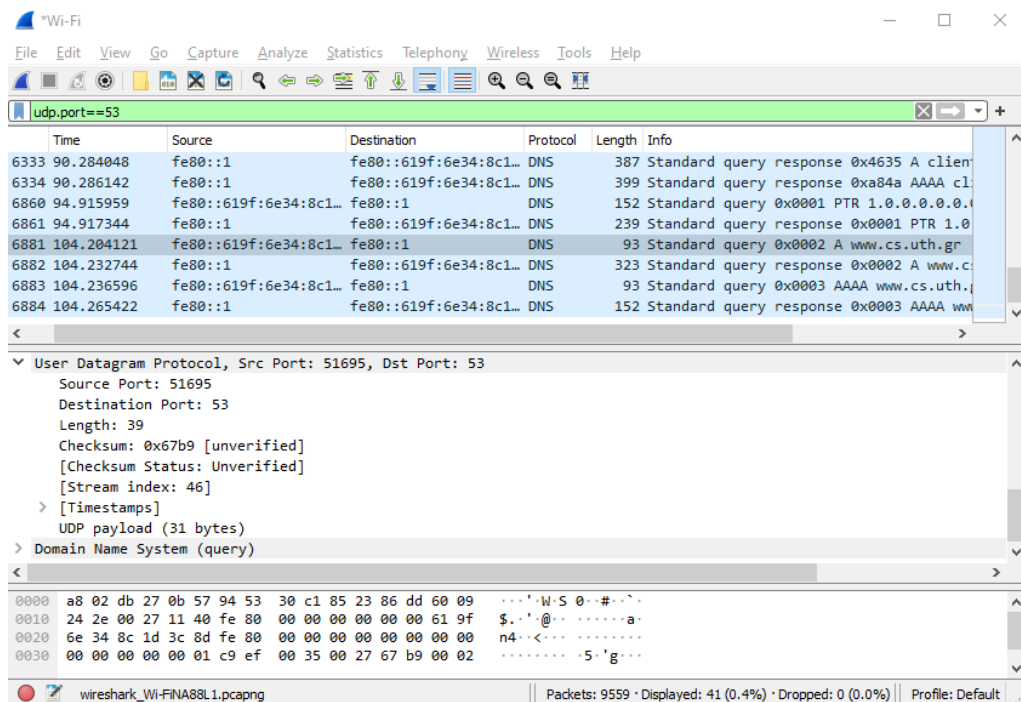 *Wi-Fi
File Edit View Go Capture Analyze Statistics Telephony Wireless Tools Help
udp.port==53
Time Source Destination Protocol Length Info
6333 90.284048 fe80::1 fe80::619f:6e34:8c1… DNS 387 Standard query response 0x4635 A clien
6334 90.286142 fe80::1 fe80::619f:6e34:8c1… DNS 399 Standard query response 0xa84a AAAA cl
6860 94.915959 fe80::619f:6e34:8c1… fe80::1 DNS 152 Standard query 0x0001 PTR 1.0.0.0.0.0.
6861 94.917344 fe80::1 fe80::619f:6e34:8c1… DNS 239 Standard query response 0x0001 PTR 1.0
6881 104.204121 fe80::619f:6e34:8c1… fe80::1 DNS 93 Standard query 0x0002 A www.cs.uth.gr
6882 104.232744 fe80::1 fe80::619f:6e34:8c1… DNS 323 Standard query response 0x0002 A www.c
6883 104.236596 fe80::619f:6e34:8c1… fe80::1 DNS 93 Standard query 0x0003 AAAA www.cs.uth.
6884 104.265422 fe80::1 fe80::619f:6e34:8c1… DNS 152 Standard query response 0x0003 AAAA ww
User Datagram Protocol, Src Port: 51695, Dst Port: 53
Source Port: 51695
Destination Port: 53
Length: 39
Checksum: 0x67b9 [unverified]
[Checksum Status: Unverified]
[Stream index: 46]
[Timestamps]
UDP payload (31 bytes)
Domain Name System (query)
0000 a8 02 db 27 0b 57 94 53 30 c1 85 23 86 dd 60 09 ···'·W·S 0··#··`·
0010 24 2e 00 27 11 40 fe 80 00 00 00 00 00 00 61 9f $.·'·@·· ······a·
0020 6e 34 8c 1d 3c 8d fe 80 00 00 00 00 00 00 00 00 n4··<··· ········
0030 00 00 00 00 00 01 c9 ef 00 35 00 27 67 b9 00 02 ········ ·5·'g···
wireshark_Wi-FiNA88L1.pcapng Packets: 9559 · Displayed: 41 (0.4%) · Dropped: 0 (0.0%) Profile: Default